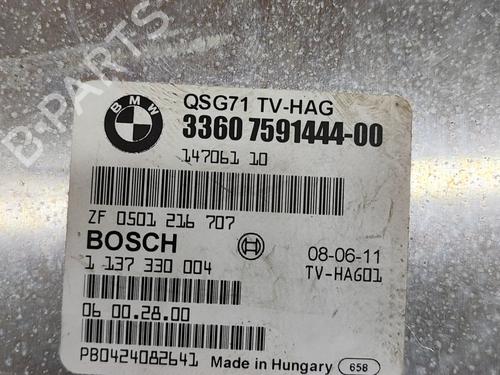 B-PARTS
BMW
QSG71 TV-HAG
3360 7591444-00
147061 10
ZF 0501 216 707
BOSCH
08-06-11
1 137 330 004
TV-HAG01
06 00.28.00
P80424082641
Made in Hungary
658